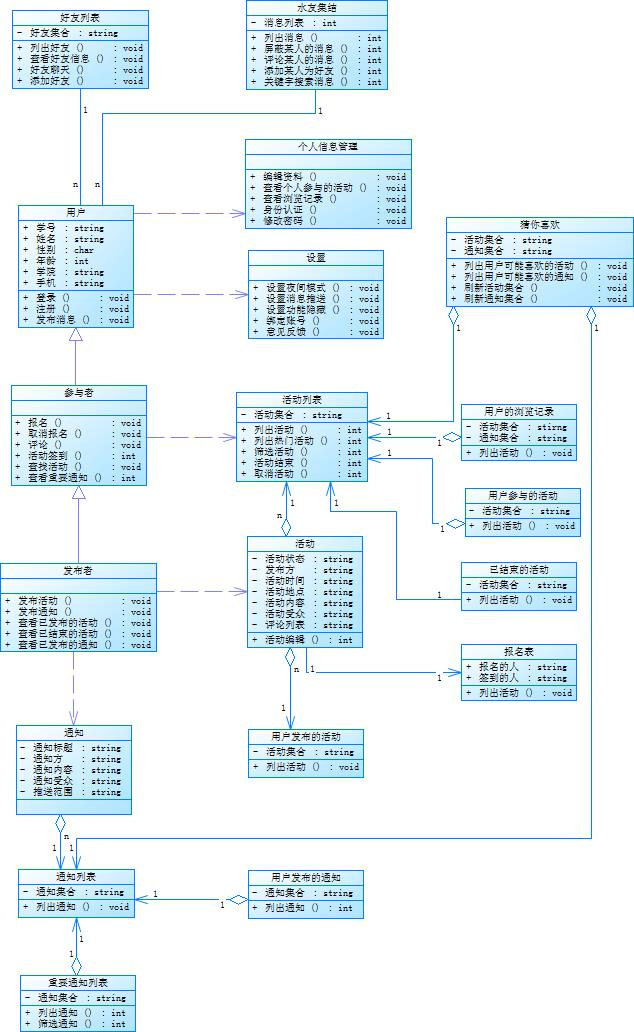 好友列表
- 好友集合 : string
+ 列出好友 () : void
+ 查看好友信息 () : void
+ 好友聊天 () : void
+ 添加好友 () : void
水友集结
- 消息列表 : int
+ 列出消息 () : int
+ 屏蔽某人的消息 () : int
+ 评论某人的消息 () : int
+ 添加某人为好友 () : int
+ 关键字搜索消息 () : int
1
1
n
n
个人信息管理
+ 编辑资料 () : void
+ 查看个人参与的活动 () : void
+ 查看浏览记录 () : void
+ 身份认证 () : void
+ 修改密码 () : void
用户
+ 学号 : string
+ 姓名 : string
+ 性别 : char
+ 年龄 : int
+ 学院 : string
+ 手机 : string
+ 登录 () : void
+ 注册 () : void
+ 发布消息 () : void
设置
+ 设置夜间模式 () : void
+ 设置消息推送 () : void
+ 设置功能隐藏 () : void
+ 绑定账号 () : void
+ 意见反馈 () : void
猜你喜欢
- 活动集合 : string
- 通知集合 : string
+ 列出用户可能喜欢的活动 () : void
+ 列出用户可能喜欢的通知 () : void
+ 刷新活动集合 () : void
+ 刷新通知集合 () : void
1
1
参与者
+ 报名 () : void
+ 取消报名 () : void
+ 评论 () : void
+ 活动签到 () : int
+ 查找活动 () : void
+ 查看重要通知 () : int
活动列表
- 活动集合 : string
+ 列出活动 () : int
+ 列出热门活动 () : int
+ 筛选活动 () : int
+ 活动结束 () : int
+ 取消活动 () : int
1
1
1
1
用户的浏览记录
- 活动集合 : stirng
- 通知集合 : string
+ 列出活动 () : void
用户参与的活动
- 活动集合 : string
+ 列出活动 () : void
1
1
1
n
发布者
+ 发布活动 () : void
+ 发布通知 () : void
+ 查看已发布的活动 () : void
+ 查看已结束的活动 () : void
+ 查看已发布的通知 () : void
活动
- 活动状态 : string
- 发布方 : string
- 活动时间 : string
- 活动地点 : string
- 活动内容 : string
- 活动受众 : string
- 评论列表 : string
+ 活动编辑 () : int
已结束的活动
- 活动集合 : string
+ 列出活动 () : void
1
报名表
+ 报名的人 : string
+ 签到的人 : string
+ 列出活动 () : void
n
1
1
1
用户发布的活动
- 活动集合 : string
+ 列出活动 () : void
通知
- 通知标题 : string
- 通知方 : string
- 通知内容 : string
- 通知受众 : string
- 推送范围 : string
n
1
1
通知列表
- 通知集合 : string
+ 列出通知 () : void
1
1
用户发布的通知
- 通知集合 : string
+ 列出通知 () : int
1
1
重要通知列表
- 通知集合 : string
+ 列出通知 () : int
+ 筛选通知 () : int